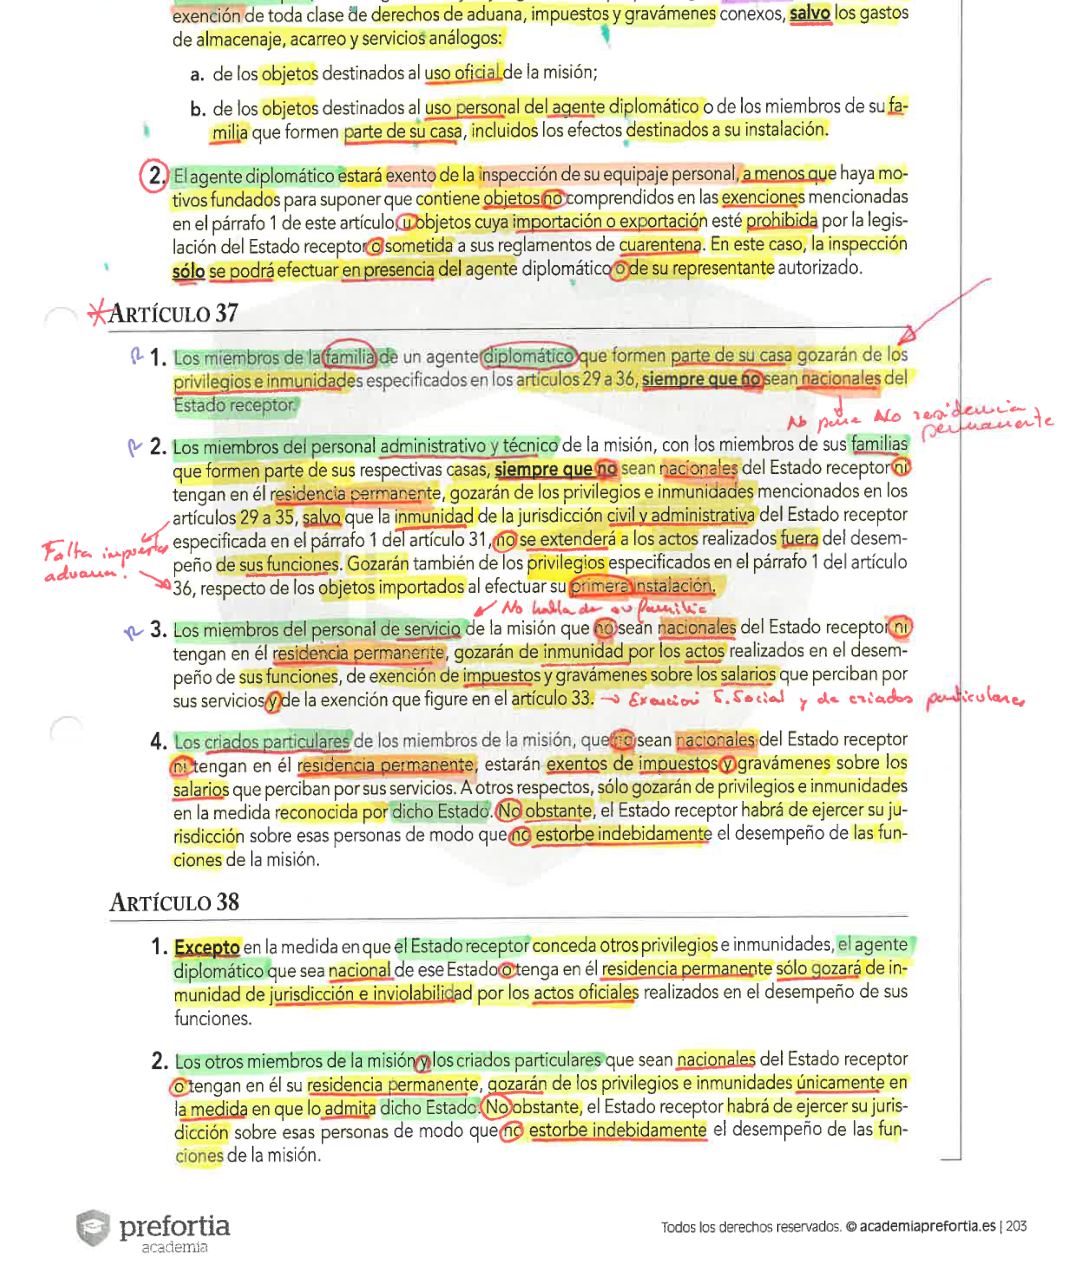 exención de toda clase de derechos de aduana, impuestos y gravámenes conexos, salvo los gastos
de almacenaje, acarreo y servicios análogos:
a. de los objetos destinados al uso oficial de la misión;
b. de los objetos destinados al uso personal del agente diplomático o de los miembros de su fa-
milia que formen parte de su casa, incluidos los efectos destinados a su instalación.
2. El agente diplomático estará exento de la inspección de su equipaje personal, a menos que haya mo-
tivos fundados para suponer que contiene objetos no comprendidos en las exenciones mencionadas
en el párrafo 1 de este artículo, u objetos cuya importación o exportación esté prohibida por la legis-
lación del Estado receptor o sometida a sus reglamentos de cuarentena. En este caso, la inspección
sólo se podrá efectuar en presencia del agente diplomático o de su representante autorizado.
ARTÍCULO 37
1. Los miembros de la familia de un agente diplomático que formen parte de su casa gozarán de los
privilegios e inmunidades especificados en los artículos 29 a 36, siempre que no sean nacionales del
Estado receptor.
No pone NO residencia
permanente
2. Los miembros del personal administrativo y técnico de la misión, con los miembros de sus familias
que formen parte de sus respectivas casas, siempre que no sean nacionales del Estado receptor ni
tengan en él residencia permanente, gozarán de los privilegios e inmunidades mencionados en los
artículos 29 a 35, salvo que la inmunidad de la jurisdicción civil y administrativa del Estado receptor
especificada en el párrafo 1 del artículo 31, no se extenderá a los actos realizados fuera del desem-
peño de sus funciones. Gozarán también de los privilegios especificados en el párrafo 1 del artículo
36, respecto de los objetos importados al efectuar su primera instalación.
Falta impuestos
aduana.
No habla de su familia
3. Los miembros del personal de servicio de la misión que no sean nacionales del Estado receptor ni
tengan en él residencia permanente, gozarán de inmunidad por los actos realizados en el desem-
peño de sus funciones, de exención de impuestos y gravámenes sobre los salarios que perciban por
sus servicios y de la exención que figure en el artículo 33. → Exención S.Social y de criados particulares
4. Los criados particulares de los miembros de la misión, que no sean nacionales del Estado receptor
ni tengan en él residencia permanente, estarán exentos de impuestos y gravámenes sobre los
salarios que perciban por sus servicios. A otros respectos, sólo gozarán de privilegios e inmunidades
en la medida reconocida por dicho Estado. No obstante, el Estado receptor habrá de ejercer su ju-
risdicción sobre esas personas de modo que no estorbe indebidamente el desempeño de las fun-
ciones de la misión.
ARTÍCULO 38
1. Excepto en la medida en que el Estado receptor conceda otros privilegios e inmunidades, el agente
diplomático que sea nacional de ese Estado o tenga en él residencia permanente sólo gozará de in-
munidad de jurisdicción e inviolabilidad por los actos oficiales realizados en el desempeño de sus
funciones.
2. Los otros miembros de la misión y los criados particulares que sean nacionales del Estado receptor
o tengan en él su residencia permanente, gozarán de los privilegios e inmunidades únicamente en
la medida en que lo admita dicho Estado. No obstante, el Estado receptor habrá de ejercer su juris-
dicción sobre esas personas de modo que no estorbe indebidamente el desempeño de las fun-
ciones de la misión.
prefortia
academia
Todos los derechos reservados. © academiaprefortia.es | 203